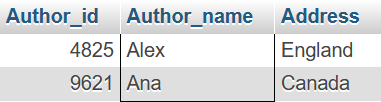 Author_id Author_name Address
4825 Alex England
9621 Ana Canada